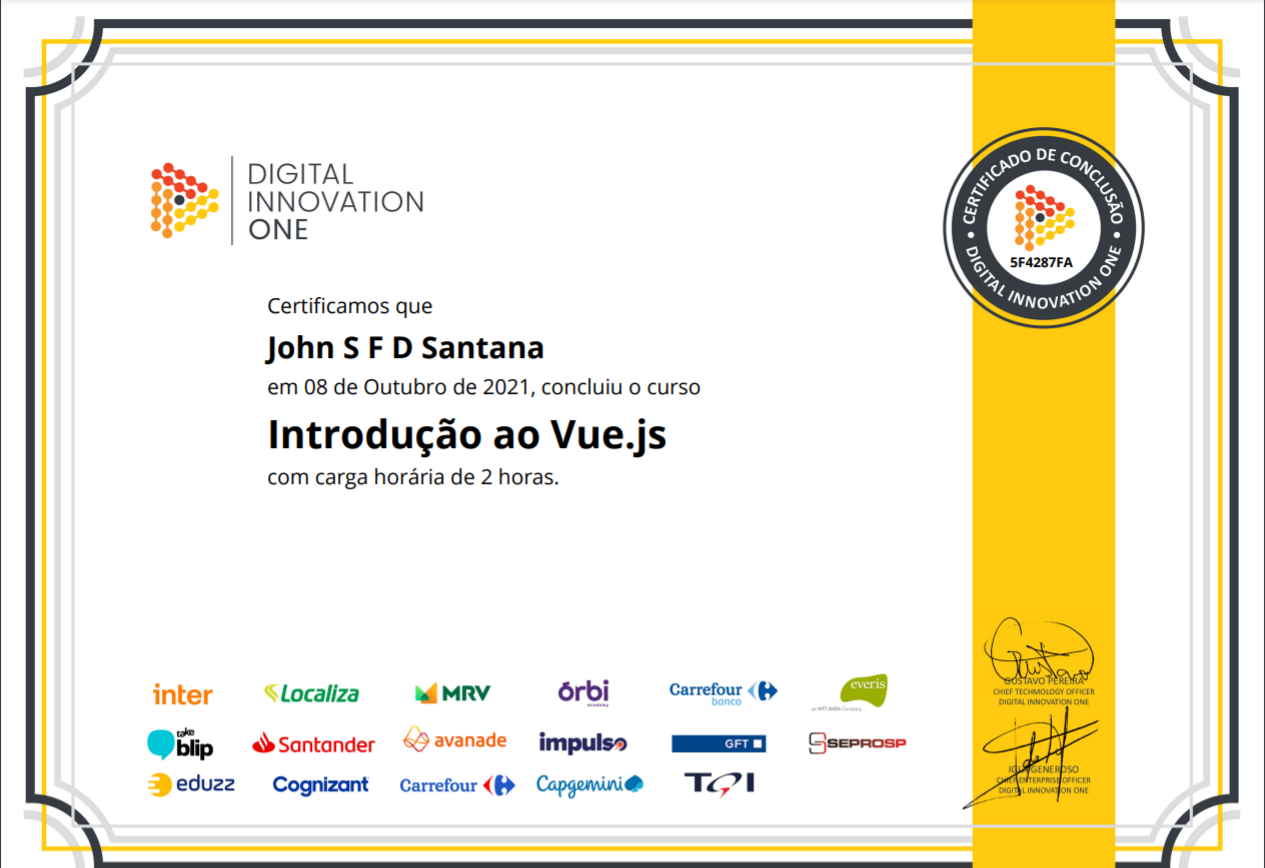 DIGITAL
INNOVATION
ONE
CERTIFICADO DE CONCLUSÃO
5F4287FA
DIGITAL INNOVATION ONE
Certificamos que
John S F D Santana
em 08 de Outubro de 2021, concluiu o curso
Introdução ao Vue.js
com carga horária de 2 horas.
inter
Localiza
MRV
órbi
academy
Carrefour
banco
everis
an NTT DATA Company
take
blip
Santander
avanade
impulso
GFT
SEPROSP
eduzz
Cognizant
Carrefour
Capgemini
TQI
Gustavo
GUSTAVO PEREIRA
CHIEF TECHMOLOGY OFFICER
DIGITAL INNOVATION ONE
GENEROSO
CHIEF ENTERPRISE OFFICER
DIGITAL INNOVATION ONE